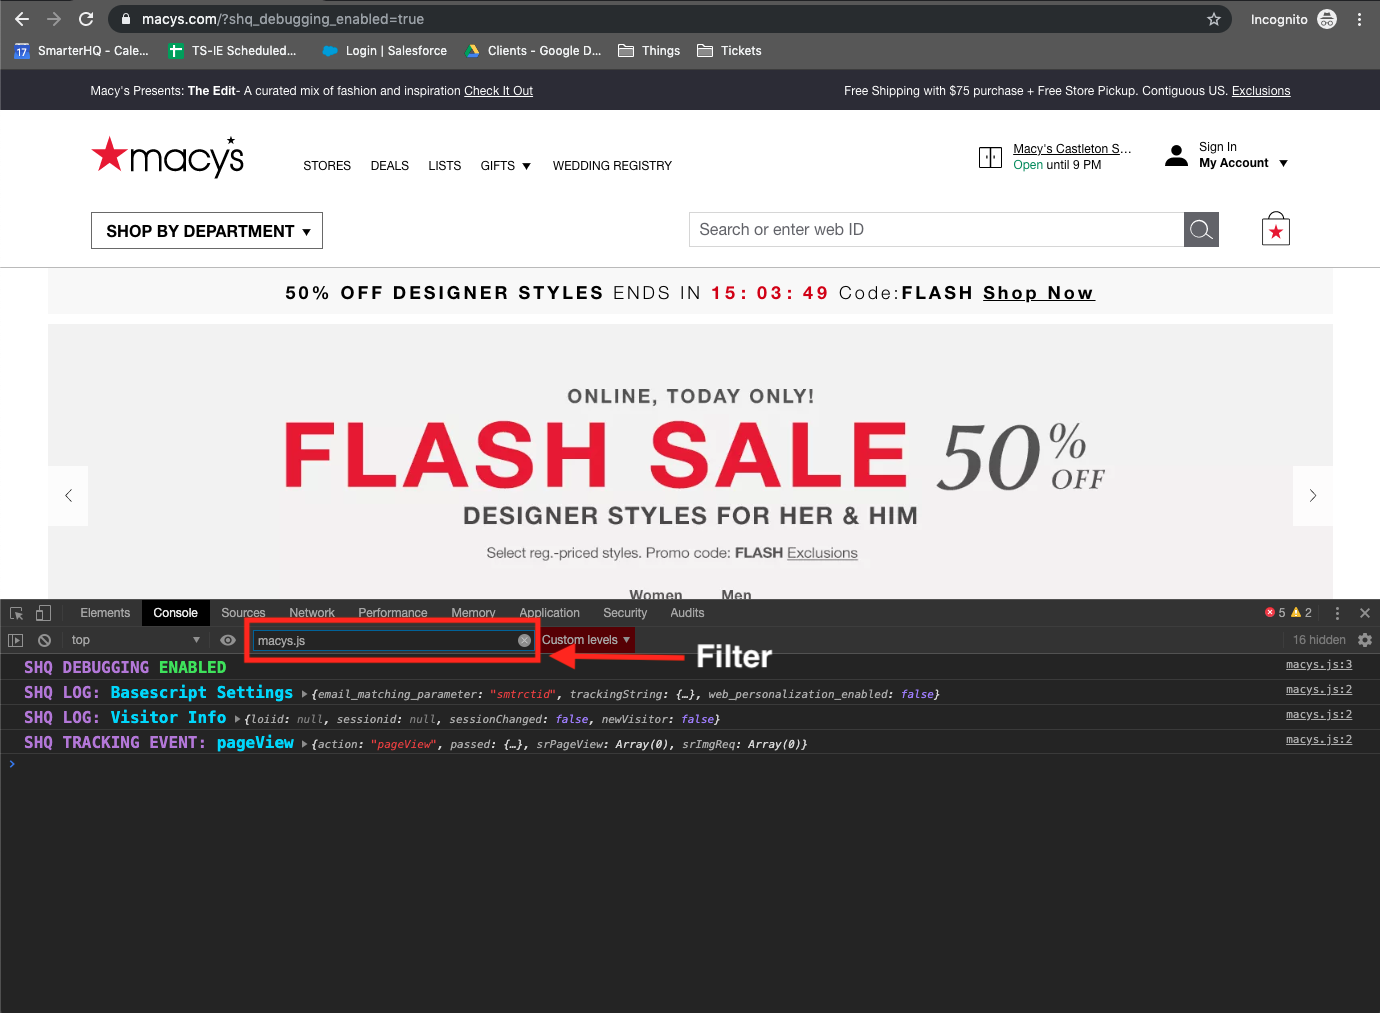 macys.com/?shq_debugging_enabled=true
Incognito
17 SmarterHQ - Cale... TS-IE Scheduled... Login | Salesforce Clients - Google D... Things Tickets
Macy's Presents: The Edit- A curated mix of fashion and inspiration Check It Out
Free Shipping with $75 purchase + Free Store Pickup. Contiguous US. Exclusions
macy's
STORES DEALS LISTS GIFTS ▼ WEDDING REGISTRY
Macy's Castleton S...
Open until 9 PM
Sign In
My Account ▼
SHOP BY DEPARTMENT ▼
Search or enter web ID
50% OFF DESIGNER STYLES ENDS IN 15: 03: 49 Code:FLASH Shop Now
ONLINE, TODAY ONLY!
FLASH SALE 50% OFF
DESIGNER STYLES FOR HER & HIM
Select reg.-priced styles. Promo code: FLASH Exclusions
Women Men
Elements Console Sources Network Performance Memory Application Security Audits 5 2
top ▼ macys.js Custom levels ▼ 16 hidden
Filter
SHQ DEBUGGING ENABLED macys.js:3
SHQ LOG: Basescript Settings ▶{email_matching_parameter: "smtrctid", trackingString: {…}, web_personalization_enabled: false} macys.js:2
SHQ LOG: Visitor Info ▶{loiid: null, sessionid: null, sessionChanged: false, newVisitor: false} macys.js:2
SHQ TRACKING EVENT: pageView ▶{action: "pageView", passed: {…}, srPageView: Array(0), srImgReq: Array(0)} macys.js:2
>